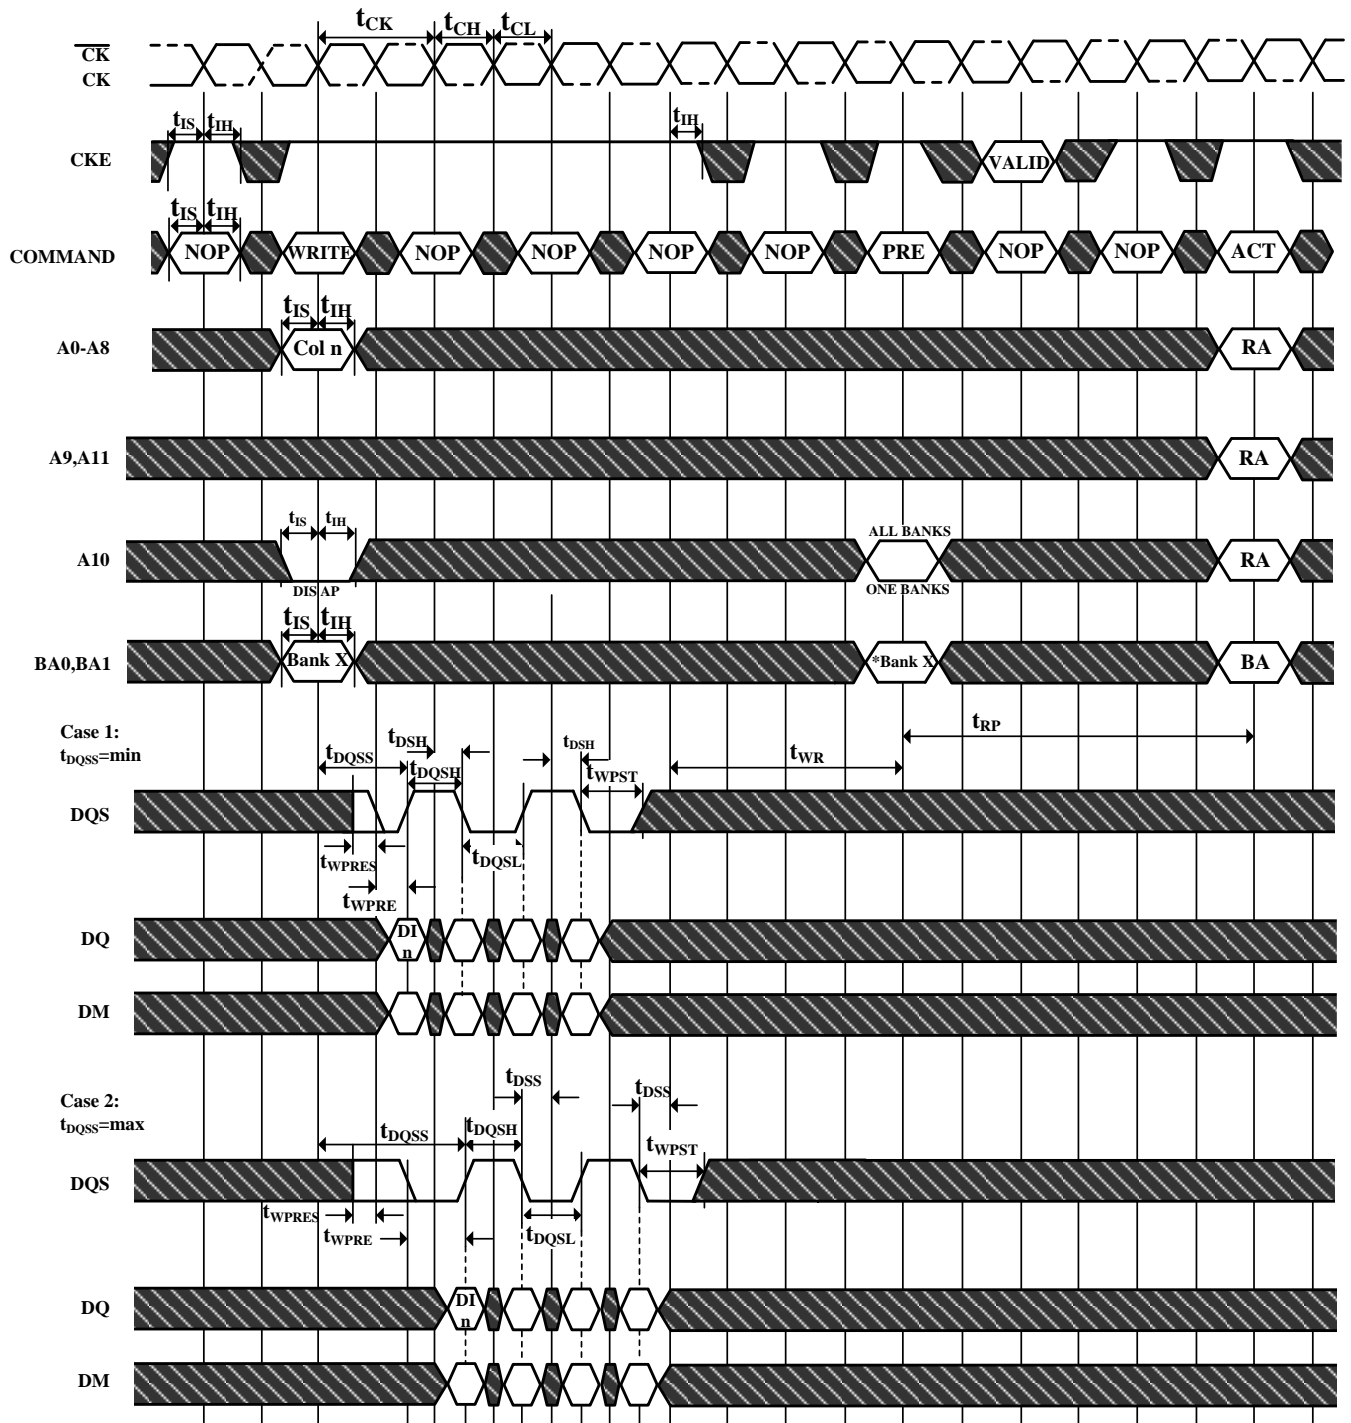 tCK tCH tCL
CK
CK
tIS tIH tIH
CKE VALID
tIS tIH
COMMAND NOP WRITE NOP NOP NOP NOP PRE NOP NOP ACT
tIS tIH
A0-A8 Col n RA
A9,A11 RA
tIS tIH ALL BANKS
A10 RA
DIS AP ONE BANKS
tIS tIH
BA0,BA1 Bank X *Bank X BA
Case 1:
tDQSS=min
tDSH tDSH tRP
tDQSS tWR
tDQSH tWPST
DQS
tWPRES tDQSL
tWPRE
DQ DI
n
DM
Case 2:
tDQSS=max
tDSS tDSS
tDQSS tDQSH tWPST
DQS
tWPRES
tWPRE tDQSL
DQ DI
n
DM